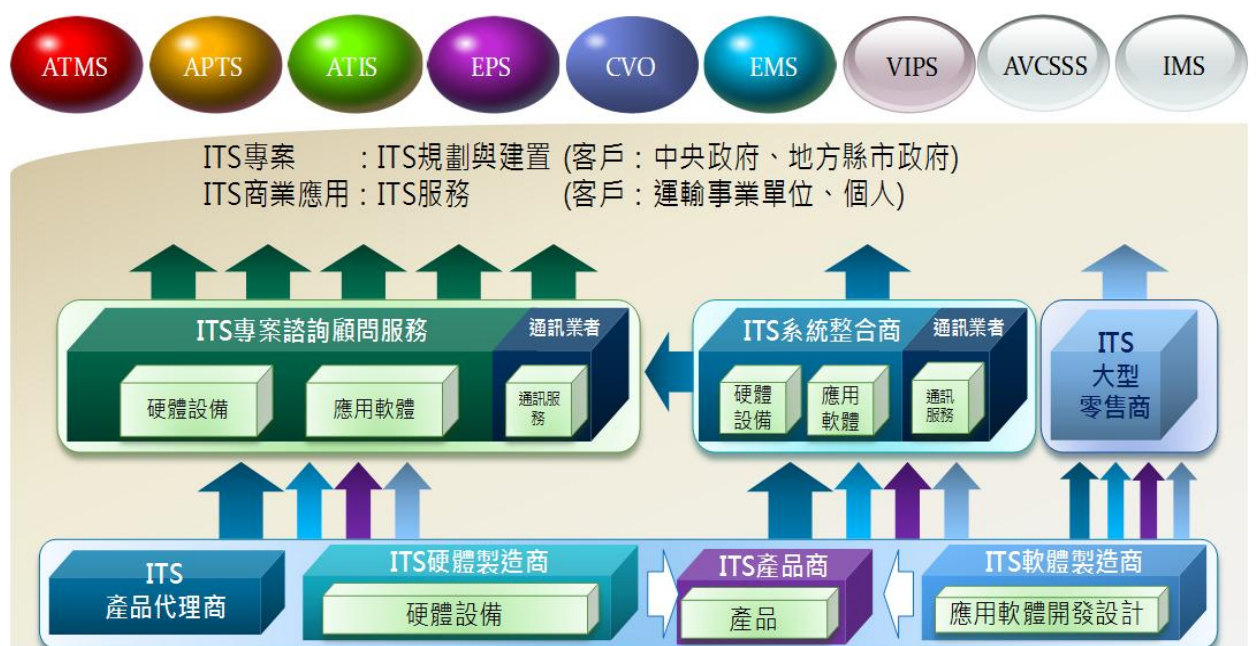 ATMS
APTS
ATIS
EPS
CVO
EMS
VIPS
AVCSSS
IMS
ITS專案　　：ITS規劃與建置 (客戶：中央政府、地方縣市政府)
ITS商業應用：ITS服務　　　(客戶：運輸事業單位、個人)
ITS專案諮詢顧問服務
通訊業者
硬體設備
應用軟體
通訊服
務
ITS系統整合商
通訊業者
硬體
設備
應用
軟體
通訊
服務
ITS
大型
零售商
ITS
產品代理商
ITS硬體製造商
硬體設備
ITS產品商
產品
ITS軟體製造商
應用軟體開發設計